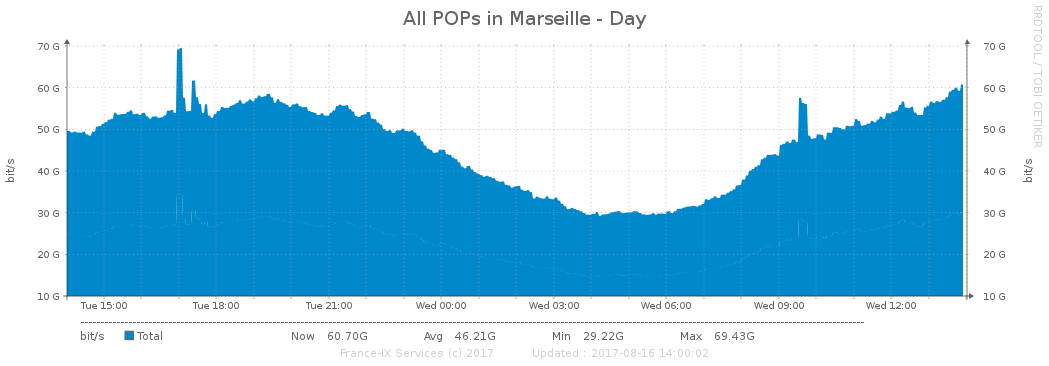 All POPs in Marseille - Day
RRDTOOL / TOBI OETIKER
70 G 70 G
60 G 60 G
50 G 50 G
40 G 40 G
30 G 30 G
20 G 20 G
10 G 10 G
bit/s bit/s
Tue 15:00 Tue 18:00 Tue 21:00 Wed 00:00 Wed 03:00 Wed 06:00 Wed 09:00 Wed 12:00
bit/s Total Now 60.70G Avg 46.21G Min 29.22G Max 69.43G
France-IX Services (c) 2017 Updated : 2017-08-16 14:00:02